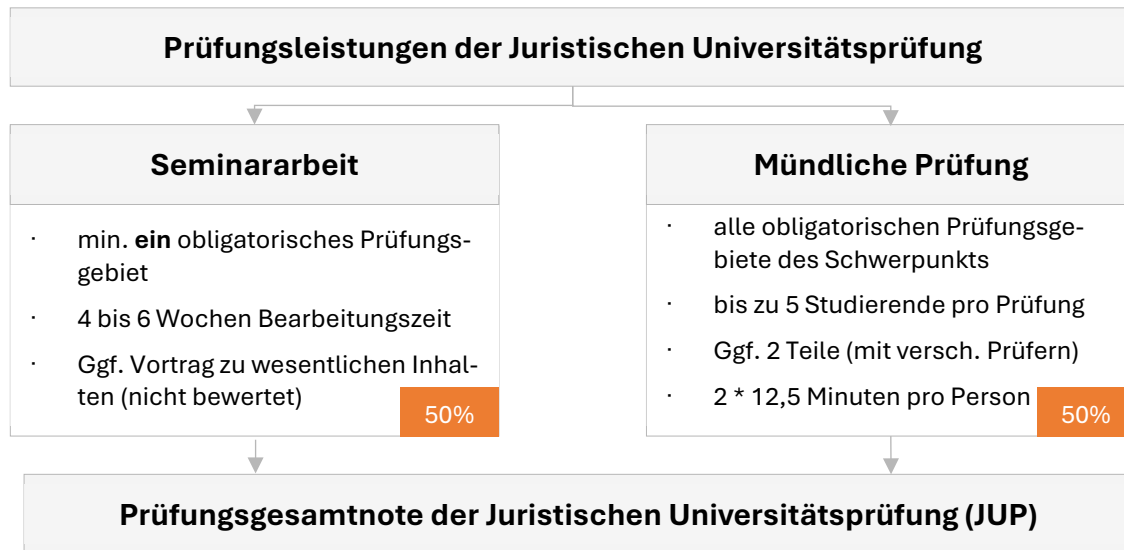 Prüfungsleistungen der Juristischen Universitätsprüfung
Seminararbeit
· min. ein obligatorisches Prüfungs-
gebiet
· 4 bis 6 Wochen Bearbeitungszeit
· Ggf. Vortrag zu wesentlichen Inhal-
ten (nicht bewertet)
50%
Mündliche Prüfung
· alle obligatorischen Prüfungsge-
biete des Schwerpunkts
· bis zu 5 Studierende pro Prüfung
· Ggf. 2 Teile (mit versch. Prüfern)
· 2 * 12,5 Minuten pro Person
50%
Prüfungsgesamtnote der Juristischen Universitätsprüfung (JUP)